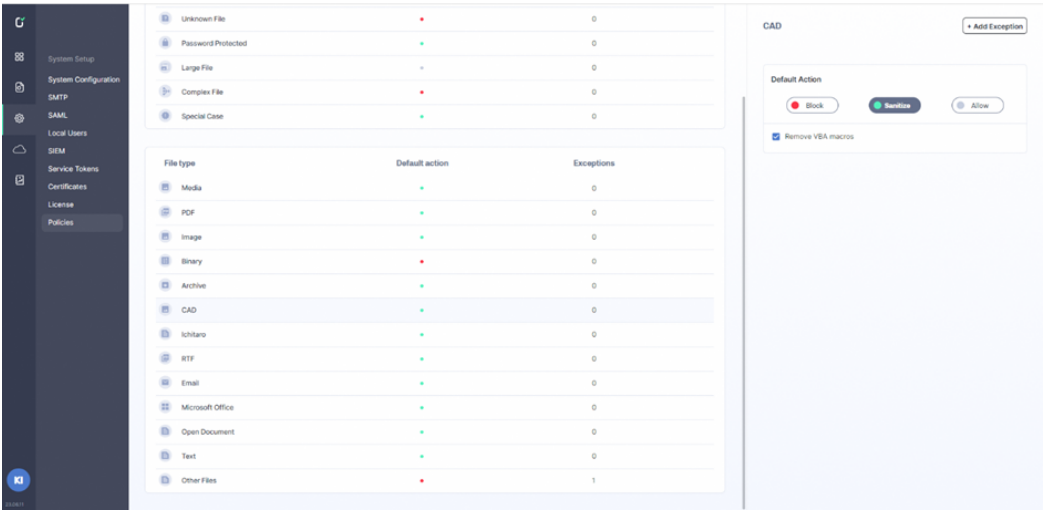 System Setup
System Configuration
SMTP
SAML
Local Users
SIEM
Service Tokens
Certificates
License
Policies
Unknown File 0
Password Protected 0
Large File 0
Complex File 0
Special Case 0
File type Default action Exceptions
Media 0
PDF 0
Image 0
Binary 0
Archive 0
CAD 0
Ichitaro 0
RTF 0
Email 0
Microsoft Office 0
Open Document 0
Text 0
Other Files 1
CAD
+ Add Exception
Default Action
Block Sanitize Allow
Remove VBA macros